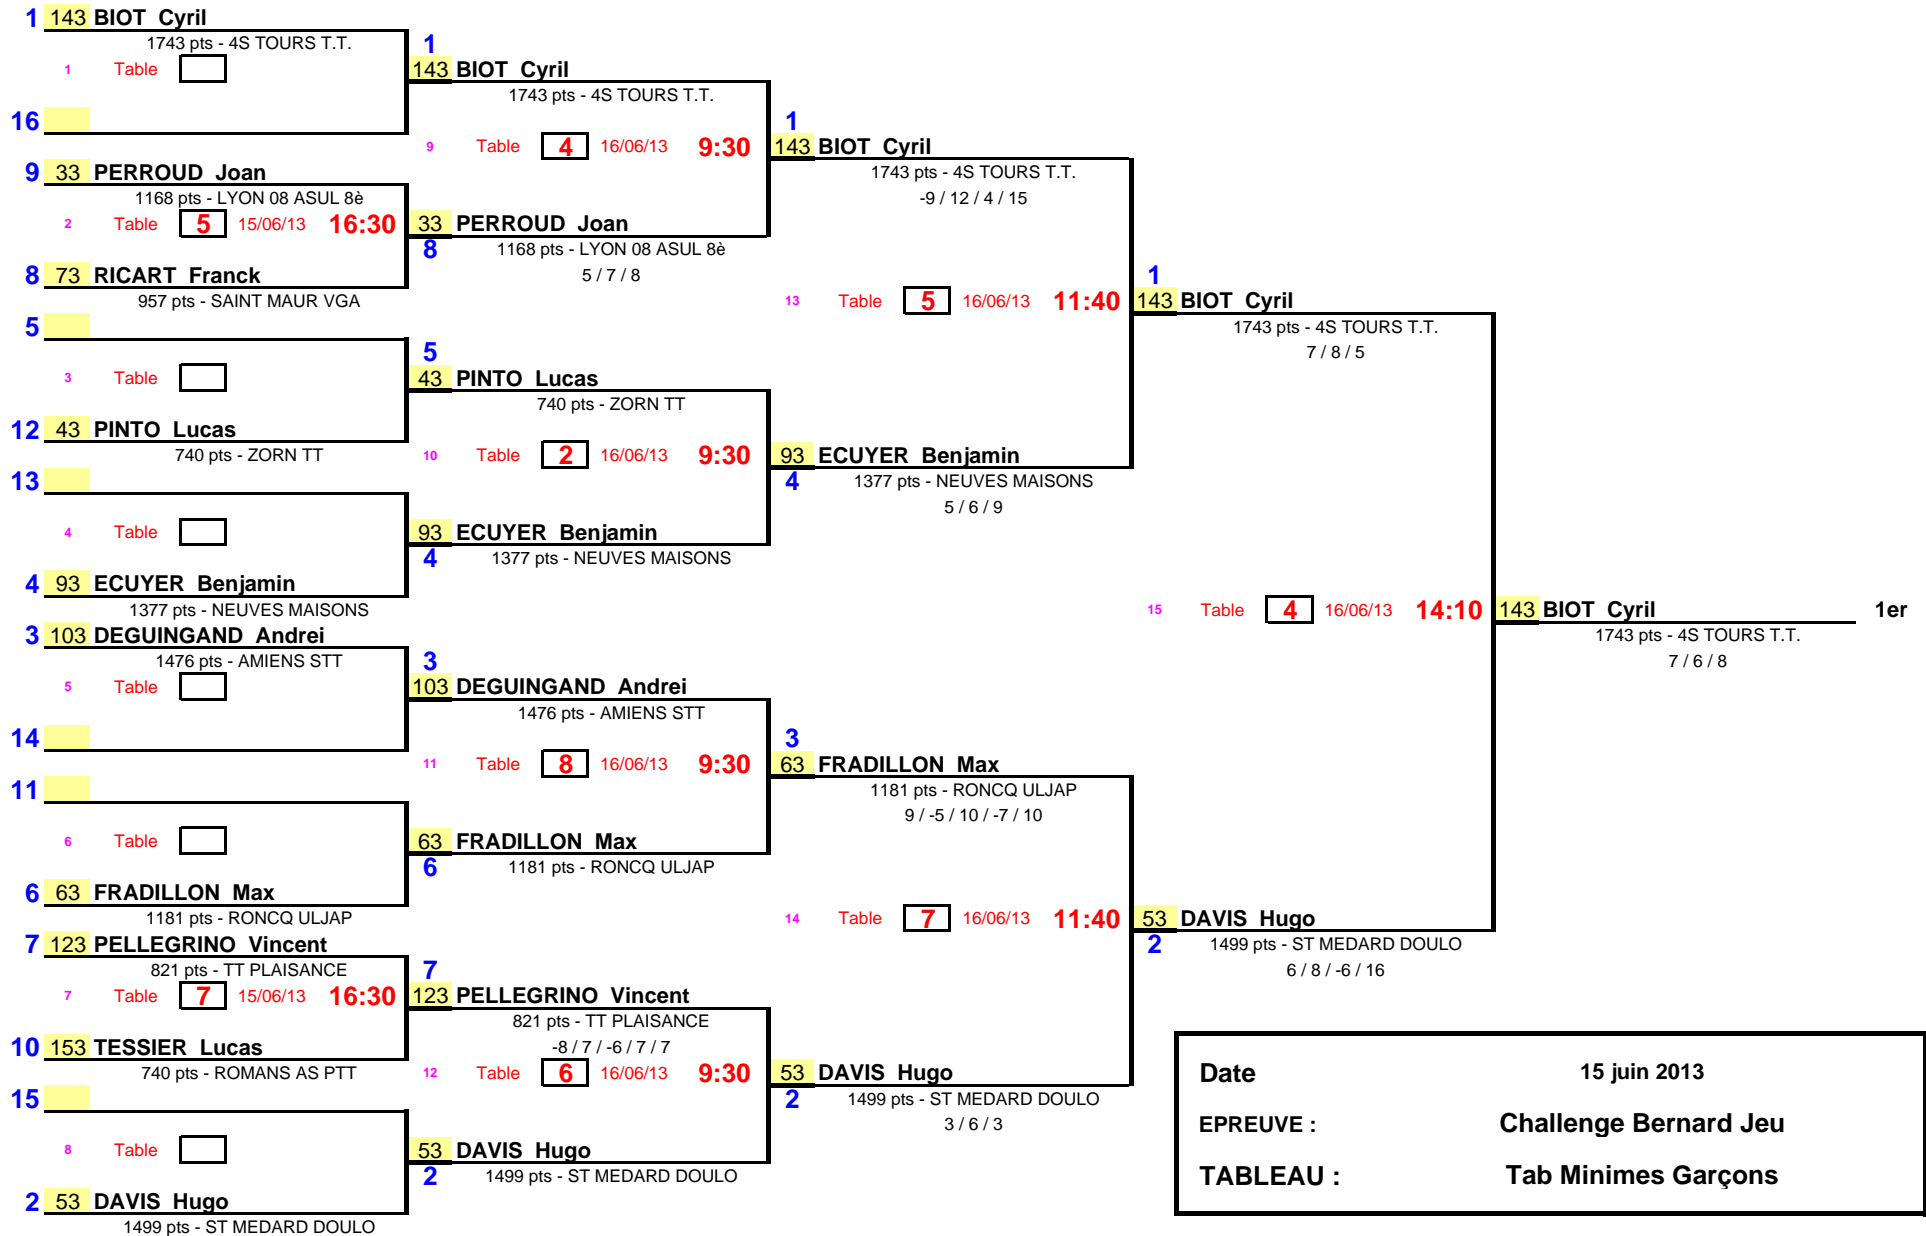 1 143 BIOT Cyril
1743 pts - 4S TOURS T.T.
1 Table
16
9 33 PERROUD Joan
1168 pts - LYON 08 ASUL 8è
2 Table 5 15/06/13 16:30
8 73 RICART Franck
957 pts - SAINT MAUR VGA
5
3 Table
12 43 PINTO Lucas
740 pts - ZORN TT
13
4 Table
4 93 ECUYER Benjamin
1377 pts - NEUVES MAISONS
3 103 DEGUINGAND Andrei
1476 pts - AMIENS STT
5 Table
14
11
6 Table
6 63 FRADILLON Max
1181 pts - RONCQ ULJAP
7 123 PELLEGRINO Vincent
821 pts - TT PLAISANCE
7 Table 7 15/06/13 16:30
10 153 TESSIER Lucas
740 pts - ROMANS AS PTT
15
8 Table
2 53 DAVIS Hugo
1499 pts - ST MEDARD DOULO
1
143 BIOT Cyril
1743 pts - 4S TOURS T.T.
9 Table 4 16/06/13 9:30
33 PERROUD Joan
8
1168 pts - LYON 08 ASUL 8è
5 / 7 / 8
5
43 PINTO Lucas
740 pts - ZORN TT
10 Table 2 16/06/13 9:30
93 ECUYER Benjamin
4
1377 pts - NEUVES MAISONS
3
103 DEGUINGAND Andrei
1476 pts - AMIENS STT
11 Table 8 16/06/13 9:30
63 FRADILLON Max
6
1181 pts - RONCQ ULJAP
7
123 PELLEGRINO Vincent
821 pts - TT PLAISANCE
-8 / 7 / -6 / 7 / 7
12 Table 6 16/06/13 9:30
53 DAVIS Hugo
2
1499 pts - ST MEDARD DOULO
1
143 BIOT Cyril
1743 pts - 4S TOURS T.T.
-9 / 12 / 4 / 15
13 Table 5 16/06/13 11:40
93 ECUYER Benjamin
4
1377 pts - NEUVES MAISONS
5 / 6 / 9
3
63 FRADILLON Max
1181 pts - RONCQ ULJAP
9 / -5 / 10 / -7 / 10
14 Table 7 16/06/13 11:40
53 DAVIS Hugo
2
1499 pts - ST MEDARD DOULO
3 / 6 / 3
1
143 BIOT Cyril
1743 pts - 4S TOURS T.T.
7 / 8 / 5
15 Table 4 16/06/13 14:10
53 DAVIS Hugo
2
1499 pts - ST MEDARD DOULO
6 / 8 / -6 / 16
143 BIOT Cyril 1er
1743 pts - 4S TOURS T.T.
7 / 6 / 8
Date 15 juin 2013
EPREUVE : Challenge Bernard Jeu
TABLEAU : Tab Minimes Garçons